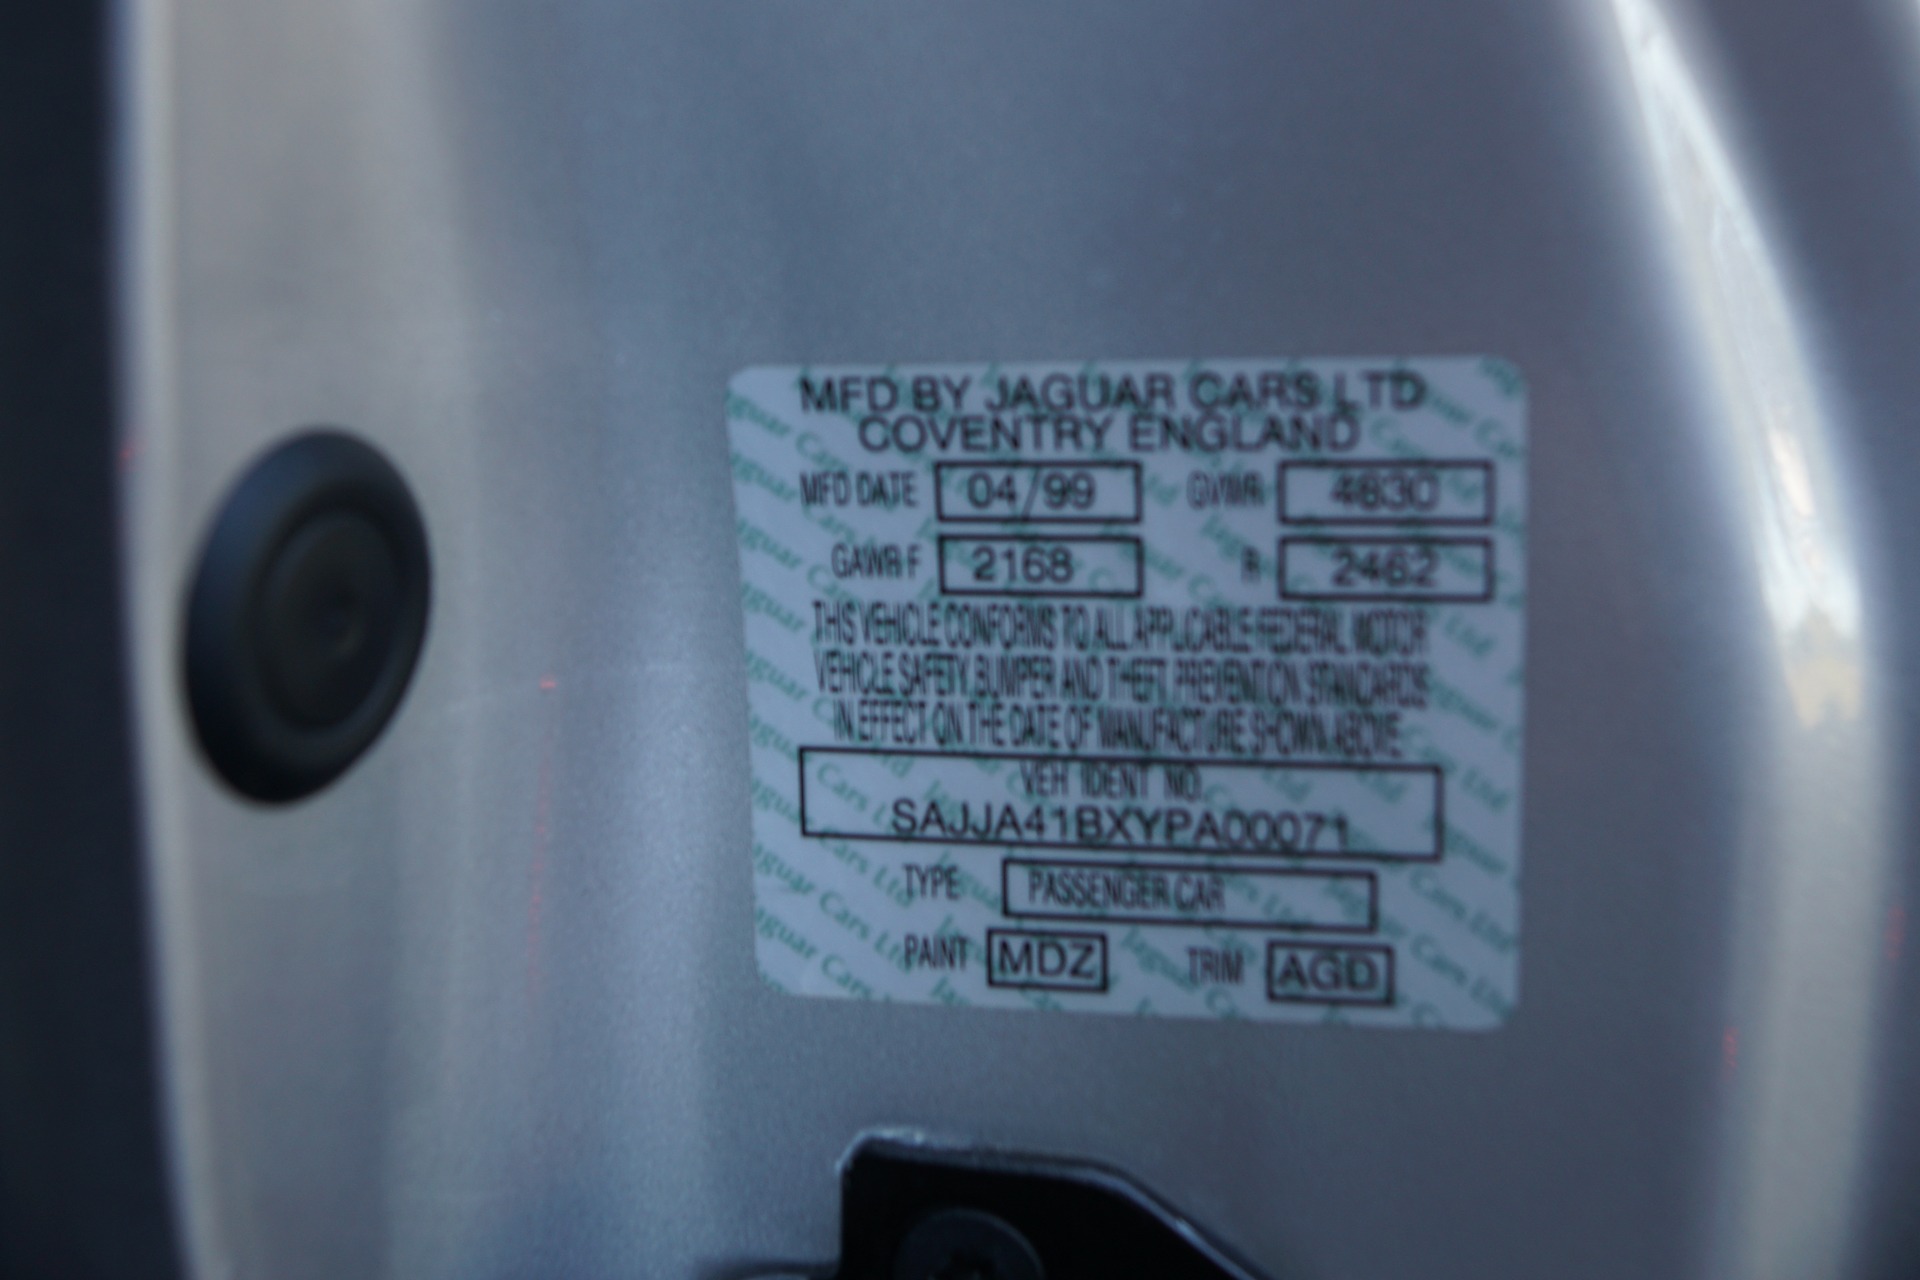 MFD BY JAGUAR CARS LTD
COVENTRY ENGLAND
MFD DATE 04/99 GVWR 4830
GAWR F 2168 R 2462
THIS VEHICLE CONFORMS TO ALL APPLICABLE FEDERAL MOTOR
VEHICLE SAFETY, BUMPER AND THEFT PREVENTION STANDARDS
IN EFFECT ON THE DATE OF MANUFACTURE SHOWN ABOVE
VEH IDENT NO.
SAJJA41BXYPA00071
TYPE PASSENGER CAR
PAINT MDZ TRIM AGD